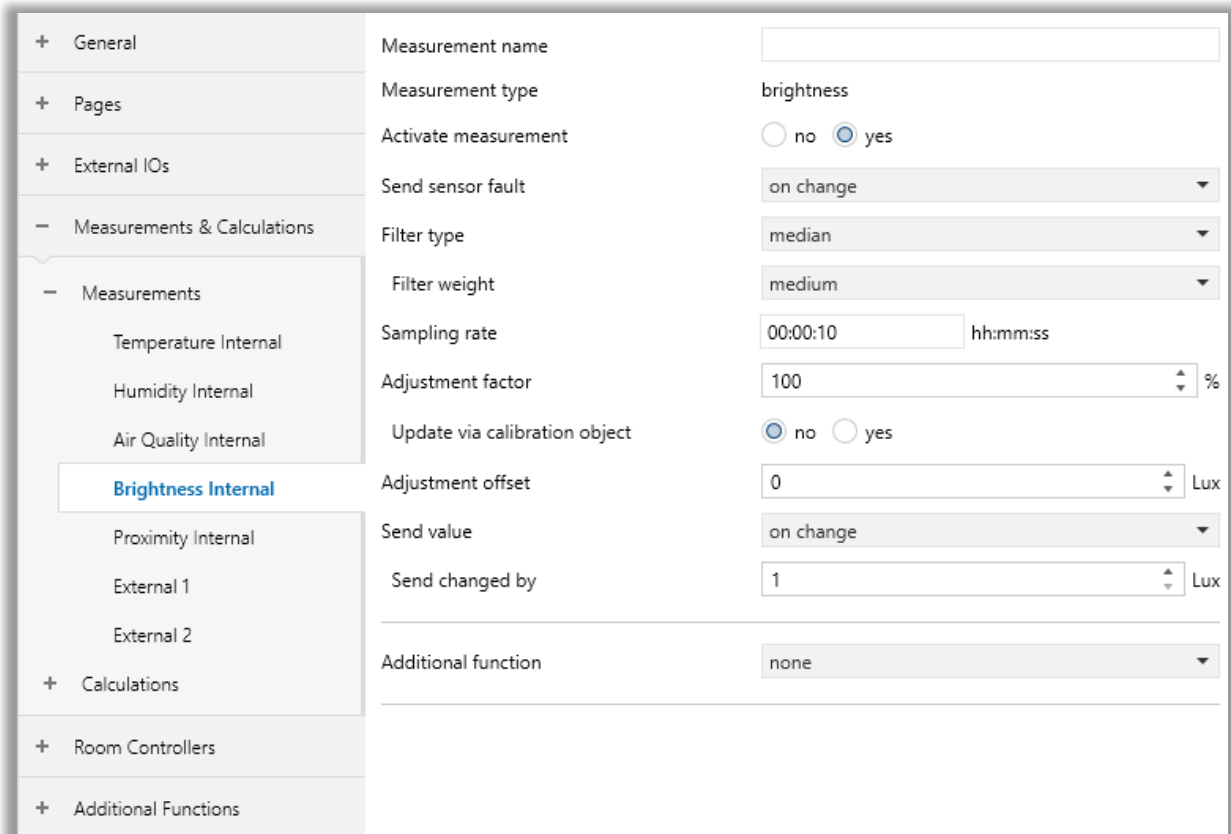 General
Pages
External IOs
Measurements & Calculations
Measurements
Temperature Internal
Humidity Internal
Air Quality Internal
Brightness Internal
Proximity Internal
External 1
External 2
Calculations
Room Controllers
Additional Functions
Measurement name
Measurement type brightness
Activate measurement no yes
Send sensor fault on change
Filter type median
Filter weight medium
Sampling rate 00:00:10 hh:mm:ss
Adjustment factor 100 %
Update via calibration object no yes
Adjustment offset 0 Lux
Send value on change
Send changed by 1 Lux
Additional function none